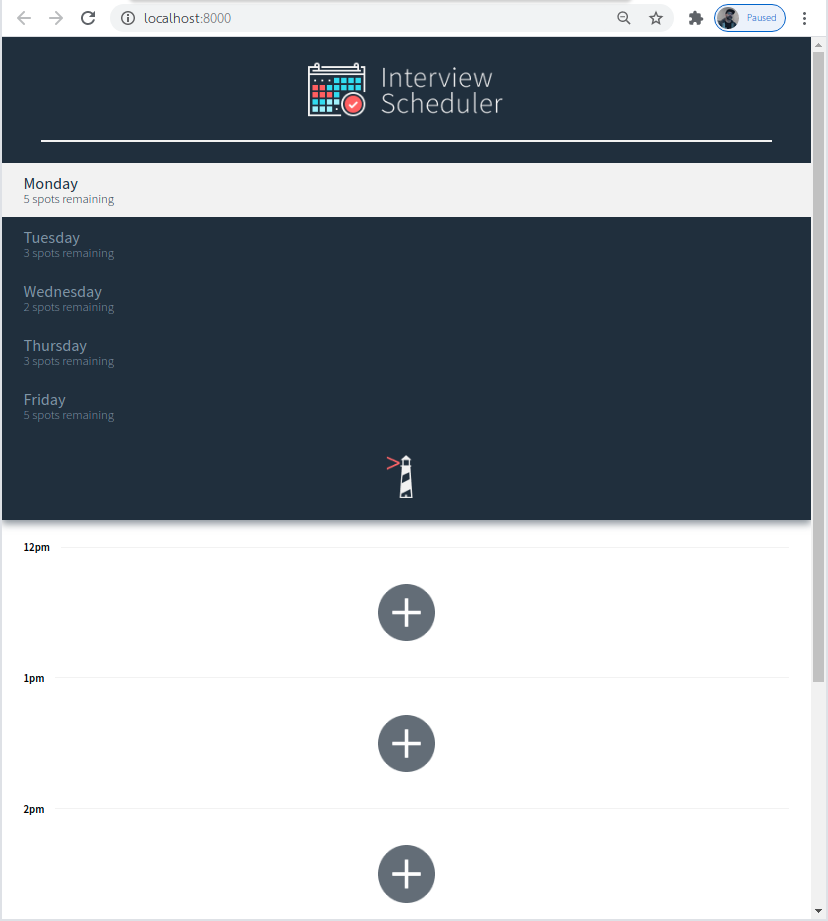 localhost:8000
Paused
Interview
Scheduler
Monday
5 spots remaining
Tuesday
3 spots remaining
Wednesday
2 spots remaining
Thursday
3 spots remaining
Friday
5 spots remaining
12pm
1pm
2pm